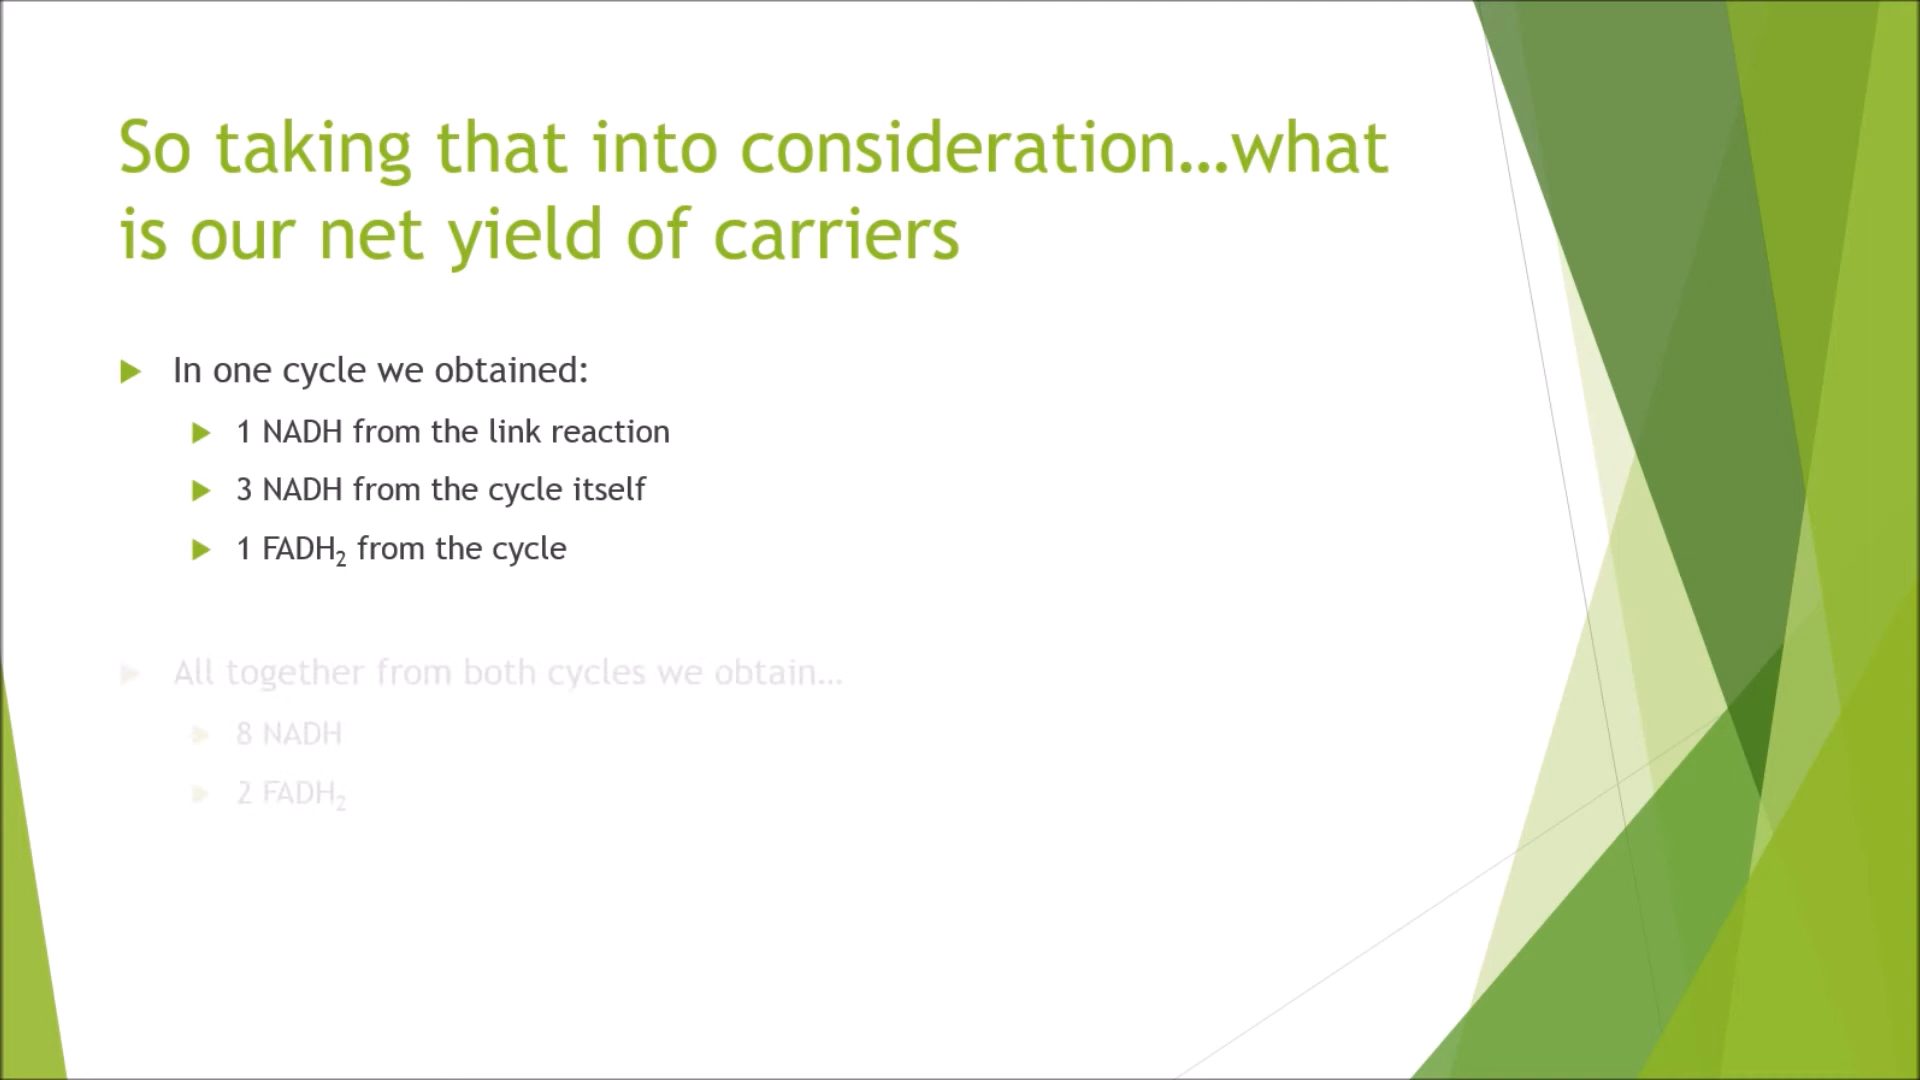 So taking that into consideration…what
is our net yield of carriers
In one cycle we obtained:
1 NADH from the link reaction
3 NADH from the cycle itself
1 FADH₂ from the cycle
All together from both cycles we obtain…
8 NADH
2 FADH₂